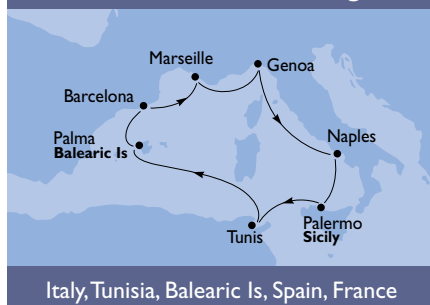 Marseille
Genoa
Barcelona
Palma
Balearic Is
Naples
Palermo
Sicily
Tunis
Italy, Tunisia, Balearic Is, Spain, France